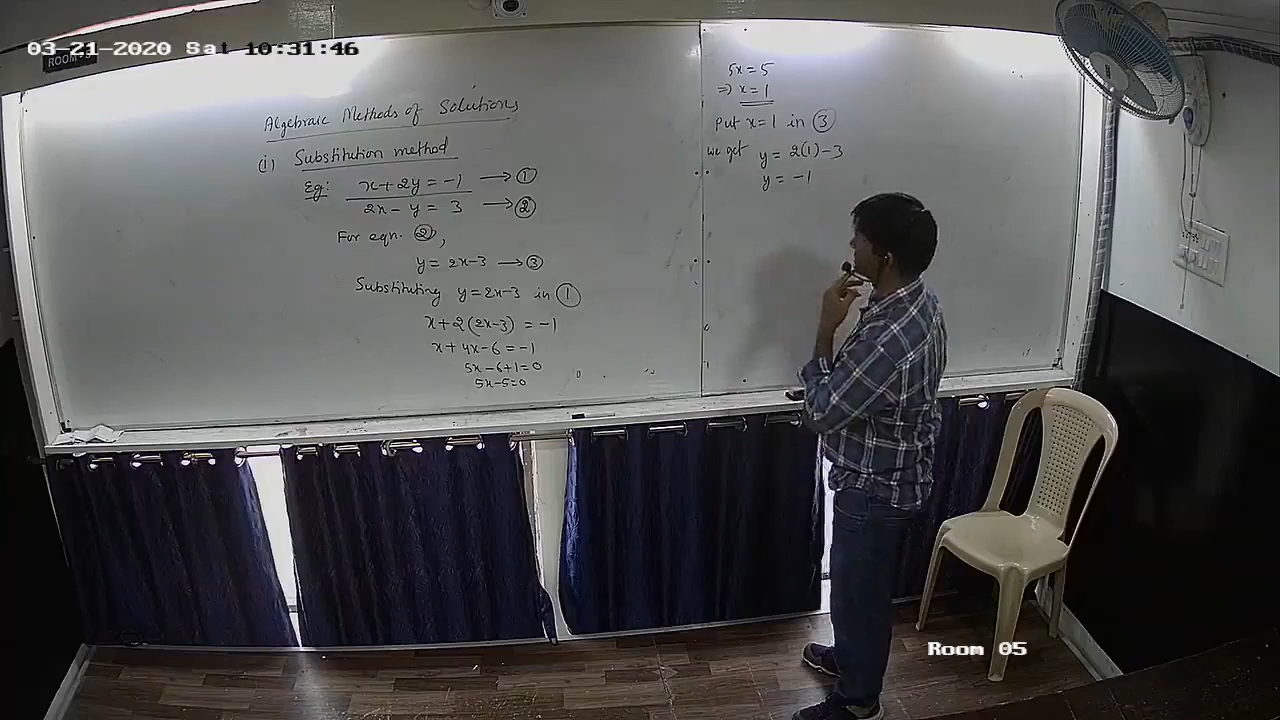 03-21-2020 Sat 10:31:46
ROOM
Algebraic Methods of Solutions
(i) Substitution method
Eg: x+2y = -1 → ①
2x - y = 3 → ②
For eqn. ②,
y = 2x-3 → ③
Substituting y = 2x-3 in ①
x+2(2x-3) = -1
x+4x-6 = -1
5x-6+1=0
5x-5=0
5x = 5
⇒ x = 1
Put x=1 in ③
we get y = 2(1)-3
y = -1
Room 05